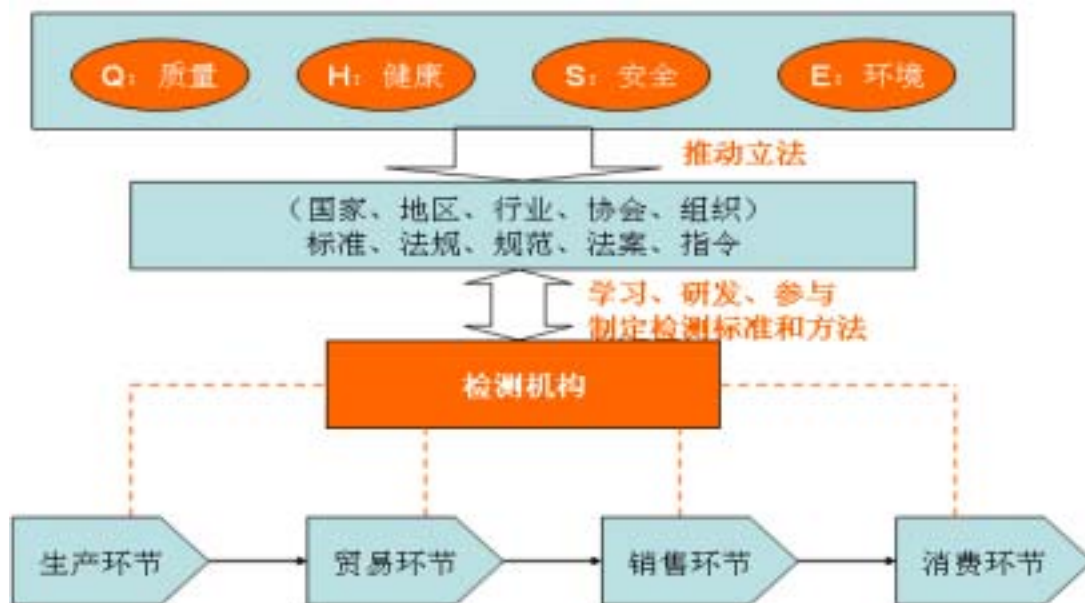 Q：质量
H：健康
S：安全
E：环境
推动立法
（国家、地区、行业、协会、组织）
标准、法规、规范、法案、指令
学习、研发、参与
制定检测标准和方法
检测机构
生产环节
贸易环节
销售环节
消费环节